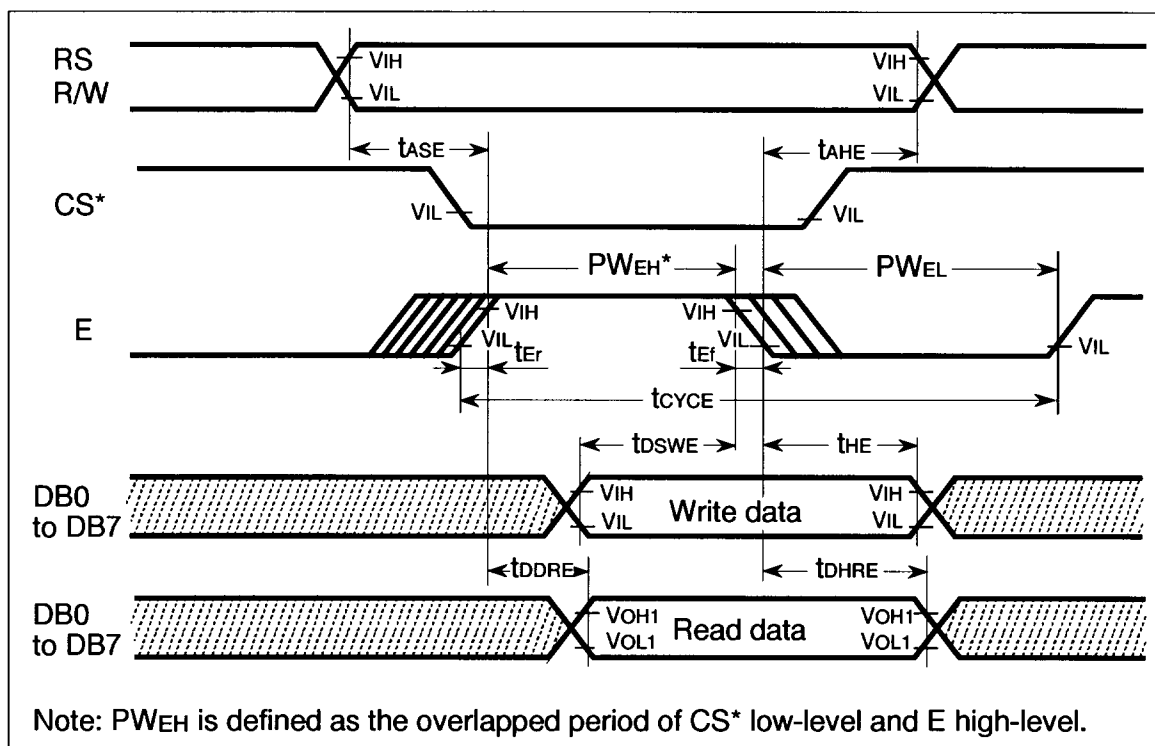 RS
R/W
VIH
VIL
VIH
VIL
tASE
tAHE
CS*
VIL
VIL
PWEH*
PWEL
E
VIH
VIL
VIH
VIL
VIL
tEr
tEf
tCYCE
tDSWE
tHE
DB0
to DB7
VIH
VIL
Write data
VIH
VIL
tDDRE
tDHRE
DB0
to DB7
VOH1
VOL1
Read data
VOH1
VOL1
Note: PWEH is defined as the overlapped period of CS* low-level and E high-level.